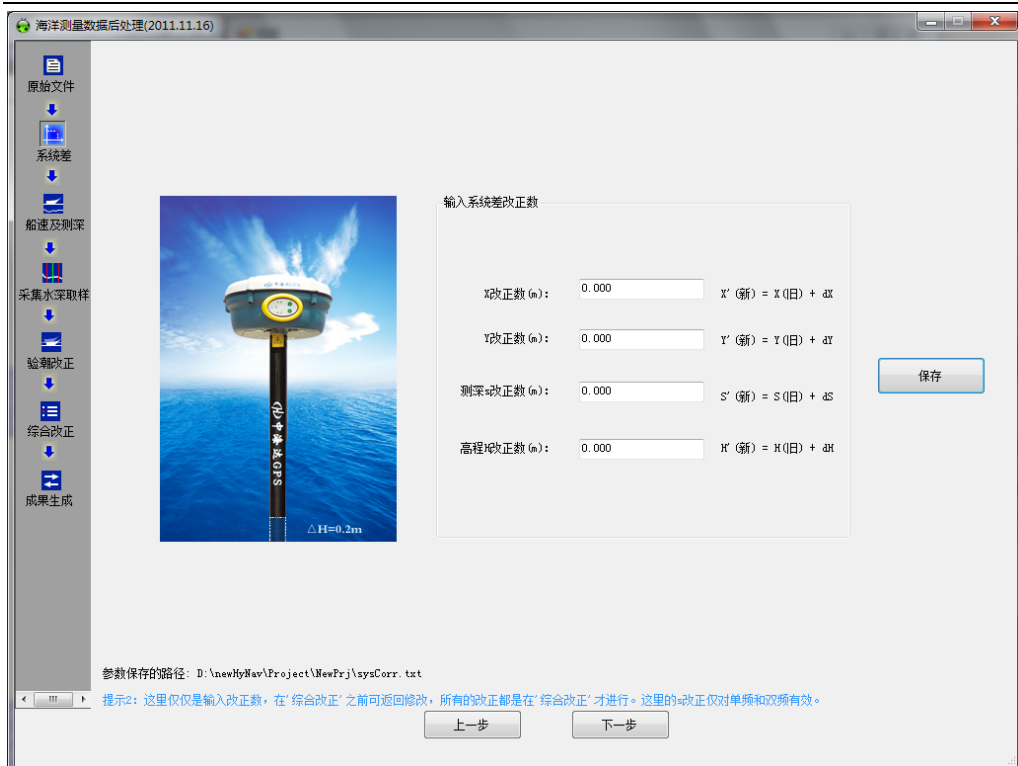 海洋测量数据后处理(2011.11.16)
原始文件
系统差
船速及测深
采集水深取样
验潮改正
综合改正
成果生成
中海达GPS
△H=0.2m
输入系统差改正数
X改正数(m): 0.000 X'(新) = X(旧) + dX
Y改正数(m): 0.000 Y'(新) = Y(旧) + dY
测深s改正数(m): 0.000 S'(新) = S(旧) + dS
高程H改正数(m): 0.000 H'(新) = H(旧) + dH
保存
参数保存的路径: D:\newHyNav\Project\NewPrj\sysCorr.txt
提示2: 这里仅仅是输入改正数，在'综合改正'之前可返回修改，所有的改正都是在'综合改正'才进行。这里的s改正仅对单频和双频有效。
上一步
下一步